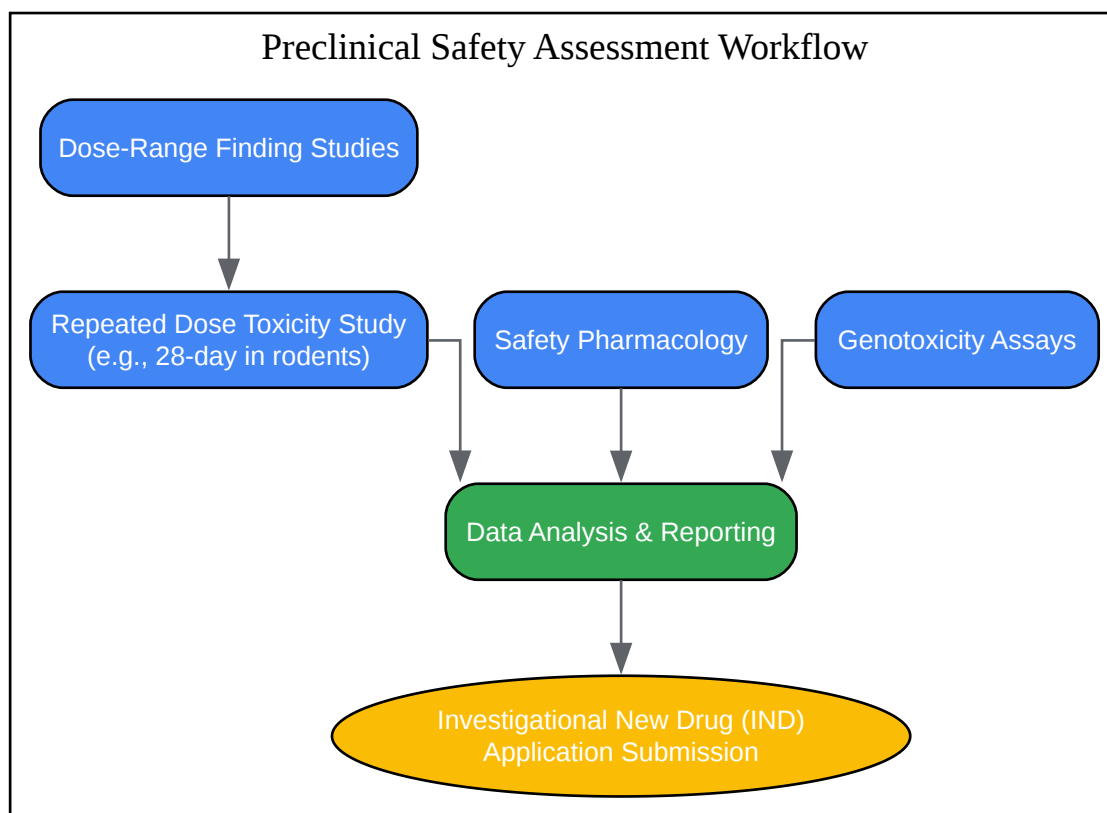 Preclinical Safety Assessment Workflow
Dose-Range Finding Studies
Repeated Dose Toxicity Study
(e.g., 28-day in rodents)
Safety Pharmacology
Genotoxicity Assays
Data Analysis & Reporting
Investigational New Drug (IND)
Application Submission